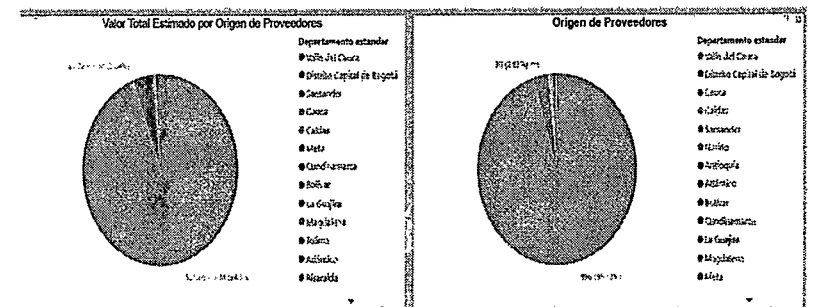 Valor Total Estimado por Origen de Proveedores
Departamento estandar
Valle del Cauca
Distrito Capital de Bogotá
Santander
Cauca
Caldas
Meta
Cundinamarca
Bolívar
La Guajira
Magdalena
Tolima
Atlántico
Risaralda
Origen de Proveedores
Departamento estandar
Valle del Cauca
Distrito Capital de Bogotá
Cauca
Caldas
Santander
Nariño
Antioquia
Atlántico
Bolívar
Cundinamarca
La Guajira
Magdalena
Meta